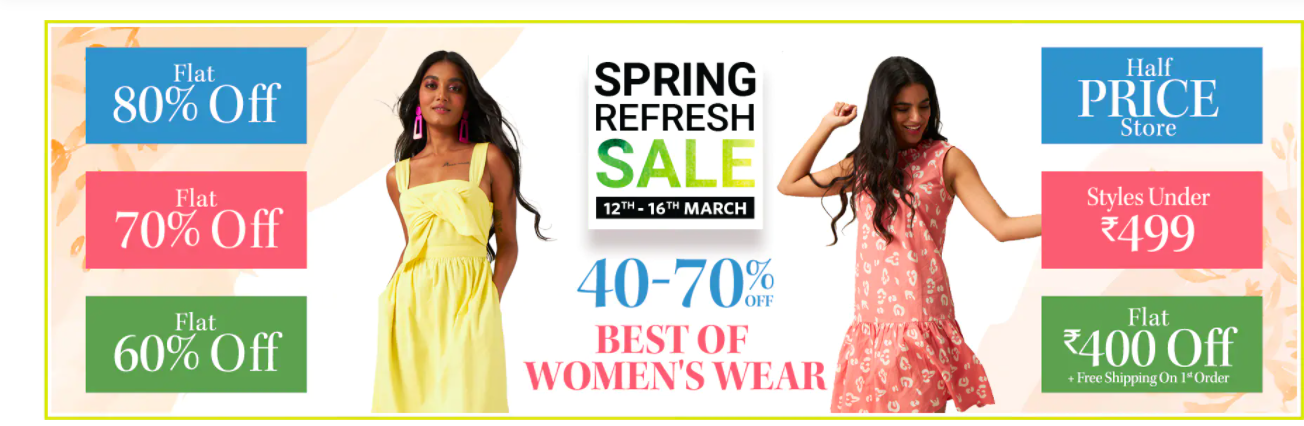 Flat
80% Off
Flat
70% Off
Flat
60% Off
SPRING
REFRESH
SALE
12TH - 16TH MARCH
40-70% OFF
BEST OF
WOMEN'S WEAR
Half
PRICE
Store
Styles Under
₹499
Flat
₹400 Off
+ Free Shipping On 1st Order